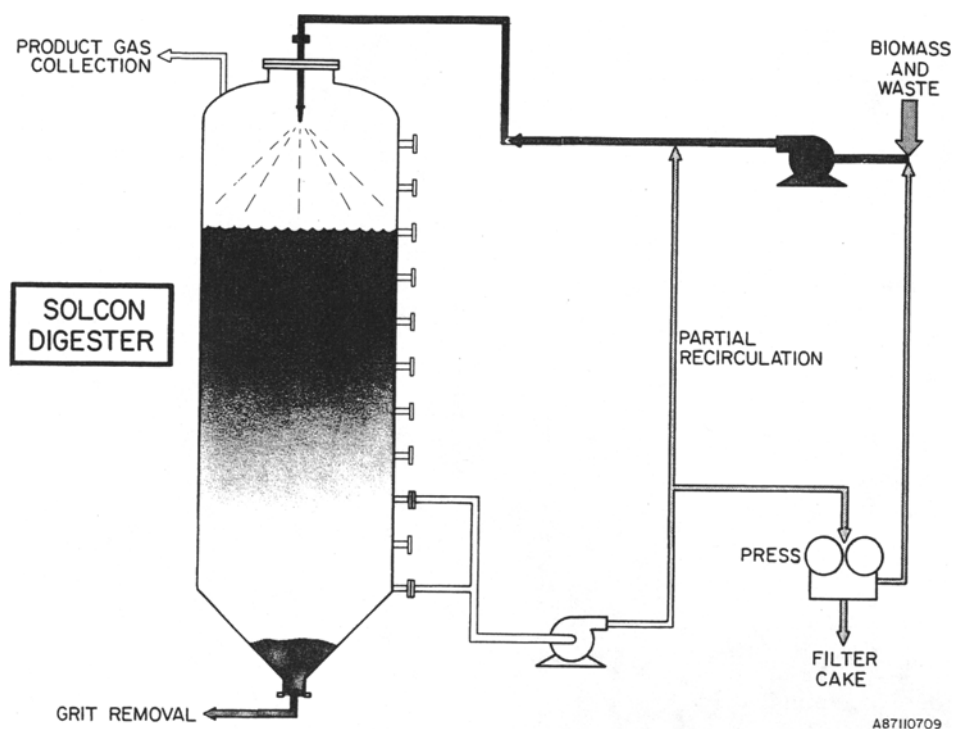 PRODUCT GAS
COLLECTION
BIOMASS
AND
WASTE
SOLCON
DIGESTER
PARTIAL
RECIRCULATION
PRESS
FILTER
CAKE
GRIT REMOVAL
A87110709